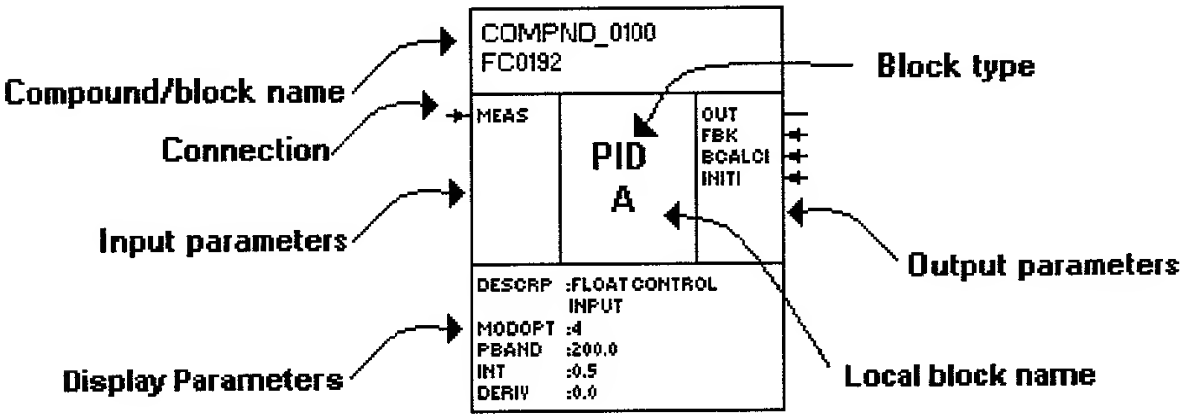 COMPND_0100
FC0192
Compound/block name
Block type
MEAS
OUT
FBK
BCALCI
INITI
Connection
PID
A
Input parameters
Output parameters
DESCRP :FLOAT CONTROL
INPUT
MODOPT :4
PBAND :200.0
INT :0.5
DERIV :0.0
Display Parameters
Local block name